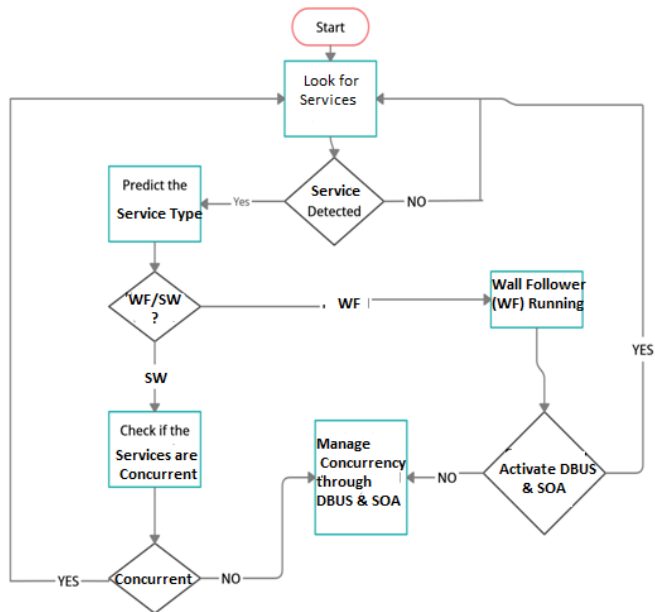 Start
Look for
Services
Service
Detected
Yes
NO
Predict the
Service Type
'WF/SW
?
WF
Wall Follower
(WF) Running
YES
SW
Check if the
Services are
Concurrent
Manage
Concurrency
through
DBUS & SOA
NO
Activate DBUS
& SOA
YES
Concurrent
NO